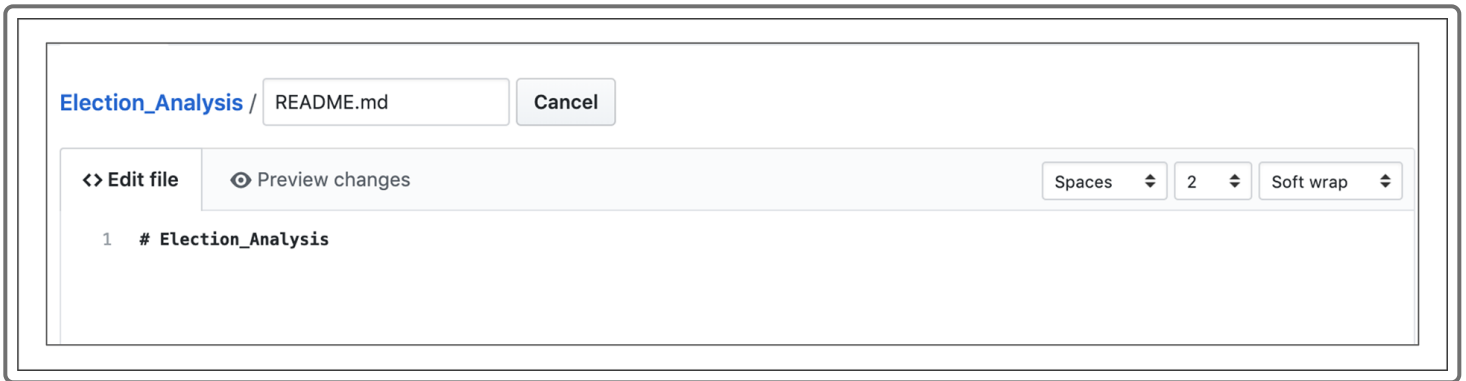 Election_Analysis / README.md Cancel
<> Edit file Preview changes Spaces 2 Soft wrap
1 # Election_Analysis